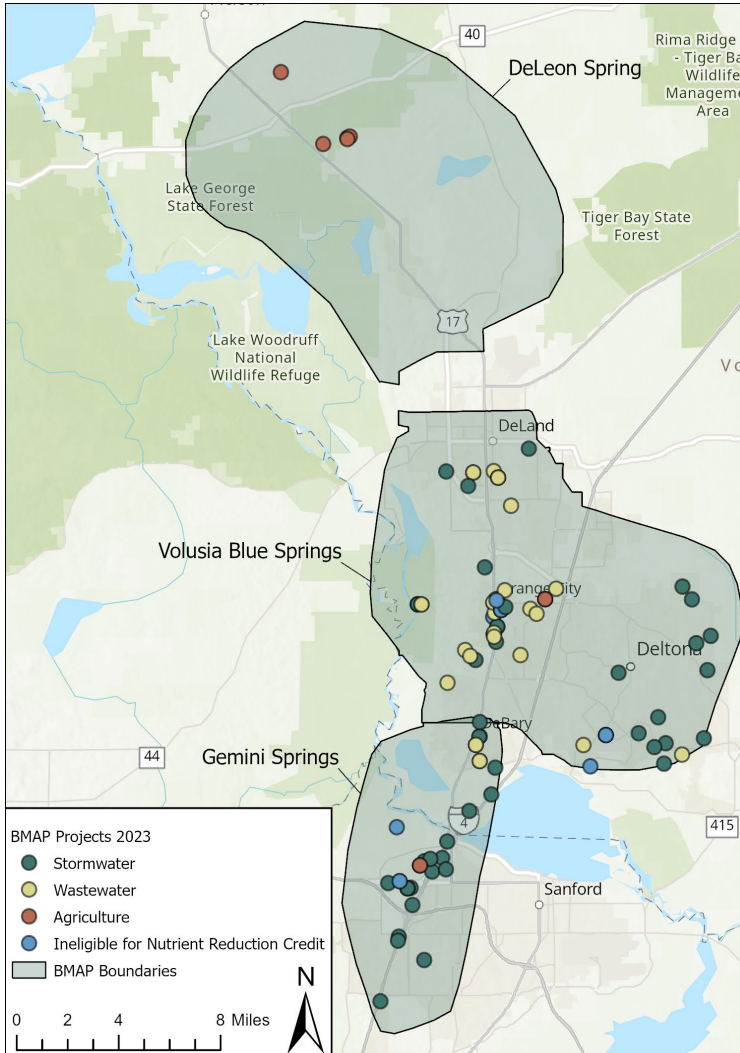 40
Rima Ridge
- Tiger Ba
Wildlife
Manageme
Area
DeLeon Spring
Lake George
State Forest
Tiger Bay State
Forest
17
Lake Woodruff
National
Wildlife Refuge
DeLand
Volusia Blue Springs
range City
Deltona
DeBary
Gemini Springs
44
4
415
Sanford
BMAP Projects 2023
Stormwater
Wastewater
Agriculture
Ineligible for Nutrient Reduction Credit
BMAP Boundaries
N
0 2 4 8 Miles